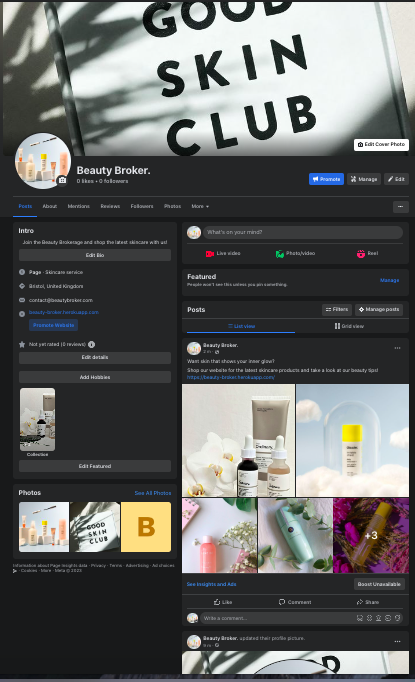 GOOD
SKIN
CLUB
Edit Cover Photo
Beauty Broker.
0 likes • 0 followers
Promote
Manage
Edit
Posts
About
Mentions
Reviews
Followers
Photos
More
Intro
Join the Beauty Brokerage and shop the latest skincare with us!
Edit Bio
Page · Skincare service
Bristol, United Kingdom
contact@beautybroker.com
beauty-broker.herokuapp.com
Promote Website
Not yet rated (0 reviews)
Edit details
Add Hobbies
Collection
Edit Featured
Photos
See All Photos
GOOD
SKIN
CLUB
B
Information about Page Insights data · Privacy · Terms · Advertising · Ad choices
· Cookies · More · Meta © 2023
What's on your mind?
Live video
Photo/video
Reel
Featured
People won't see this unless you pin something.
Manage
Posts
Filters
Manage posts
List view
Grid view
Beauty Broker.
Want skin that shows your inner glow?
Shop our website for the latest skincare products and take a look at our beauty tips!
https://beauty-broker.herokuapp.com/
+3
See Insights and Ads
Boost Unavailable
Like
Comment
Share
Write a comment...
Beauty Broker. updated their profile picture.